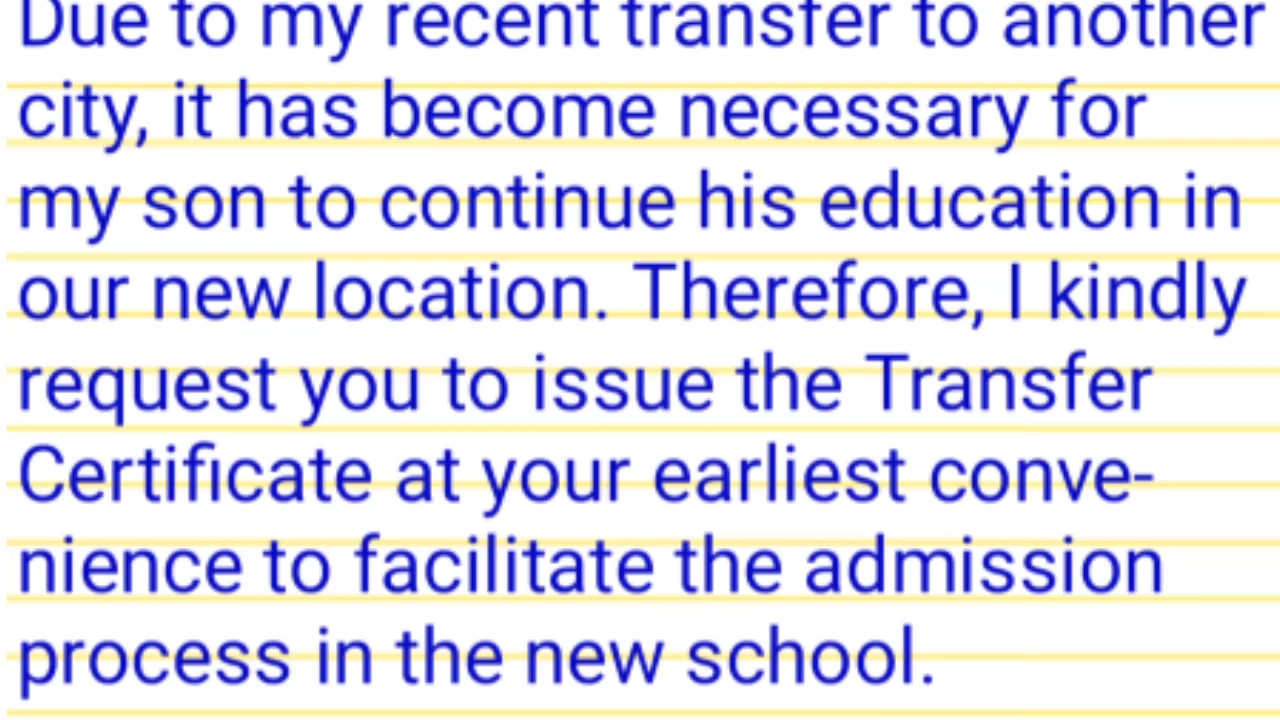 Due to my recent transfer to another
city, it has become necessary for
my son to continue his education in
our new location. Therefore, I kindly
request you to issue the Transfer
Certificate at your earliest conve-
nience to facilitate the admission
process in the new school.